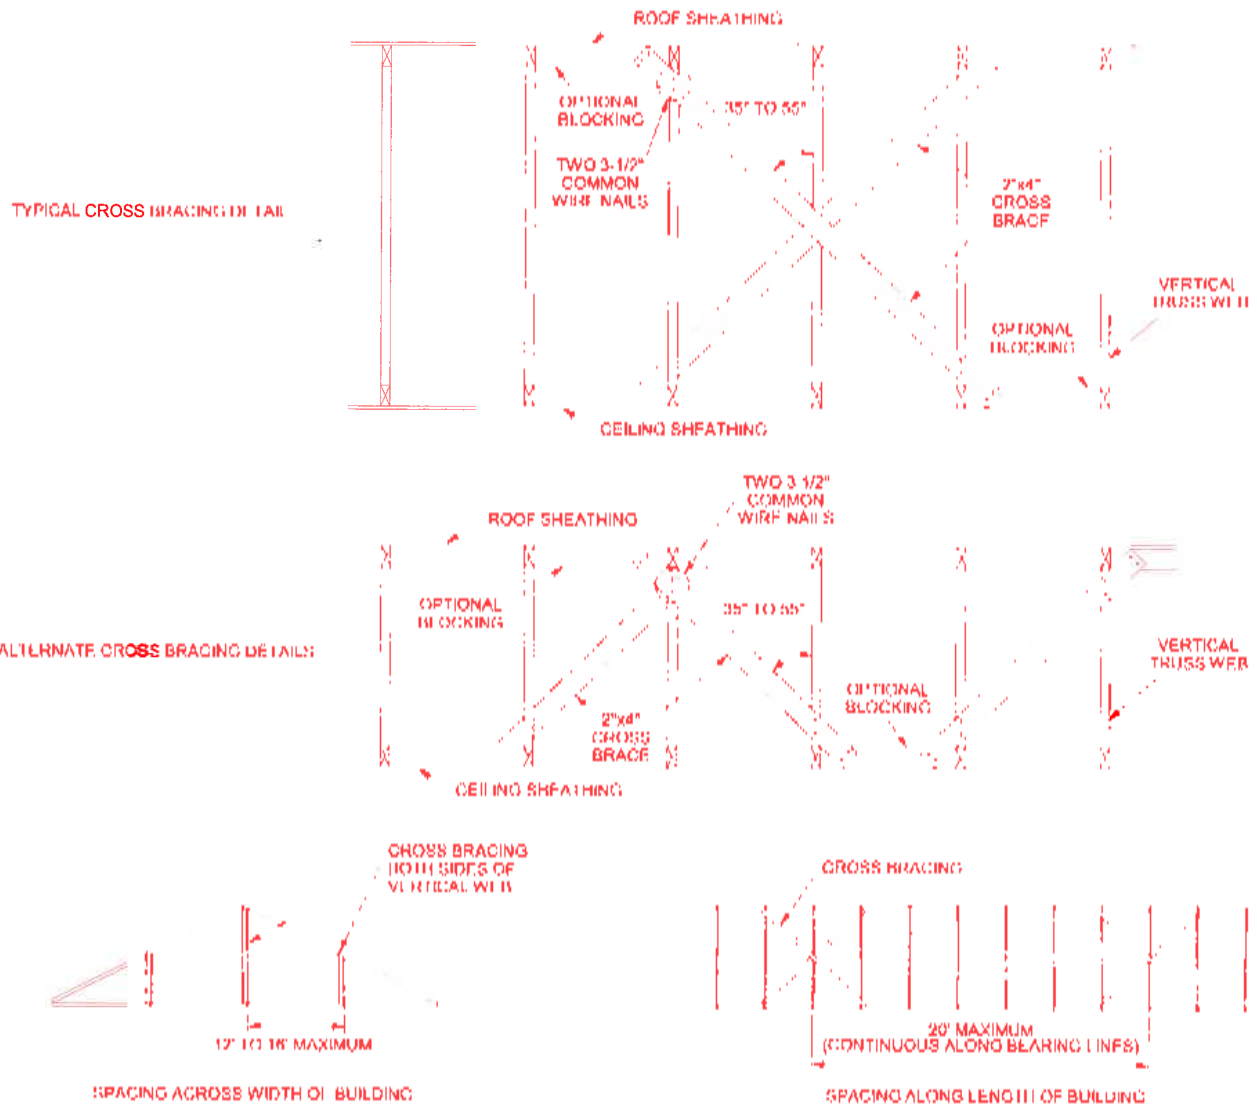 ROOF SHEATHING
OPTIONAL
BLOCKING
35° TO 55°
TWO 3-1/2"
COMMON
WIRE NAILS
2"x4"
CROSS
BRACE
TYPICAL CROSS BRACING DETAIL
VERTICAL
TRUSS WEB
OPTIONAL
BLOCKING
CEILING SHEATHING
TWO 3-1/2"
COMMON
WIRE NAILS
ROOF SHEATHING
OPTIONAL
BLOCKING
35° TO 55°
ALTERNATE CROSS BRACING DETAILS
VERTICAL
TRUSS WEB
OPTIONAL
BLOCKING
2"x4"
CROSS
BRACE
CEILING SHEATHING
CROSS BRACING
BOTH SIDES OF
VERTICAL WEB
CROSS BRACING
12' TO 16' MAXIMUM
20' MAXIMUM
(CONTINUOUS ALONG BEARING LINES)
SPACING ACROSS WIDTH OF BUILDING
SPACING ALONG LENGTH OF BUILDING